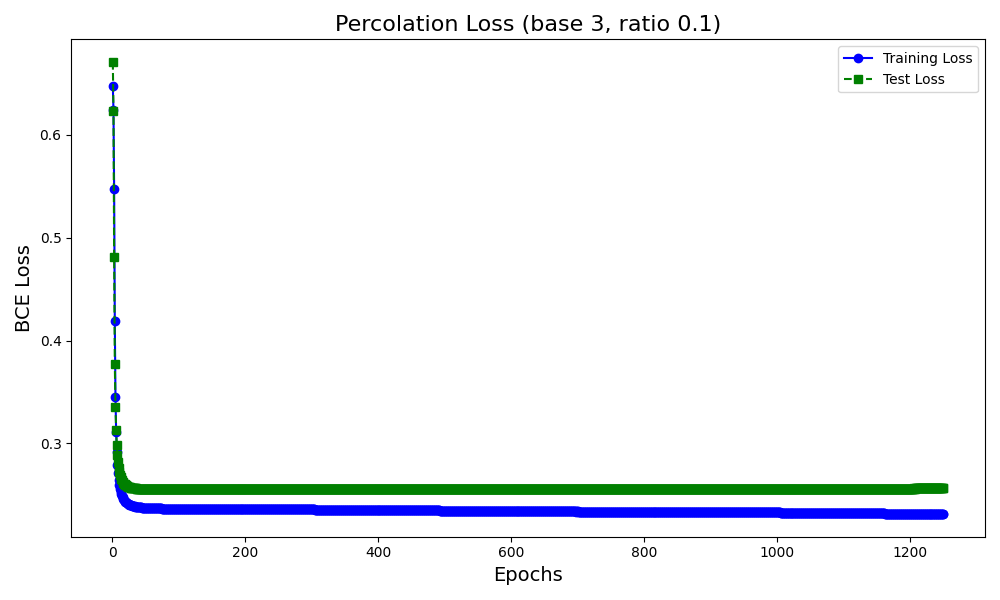 Percolation Loss (base 3, ratio 0.1)
Training Loss
Test Loss
BCE Loss
0.6
0.5
0.4
0.3
0
200
400
600
800
1000
1200
Epochs